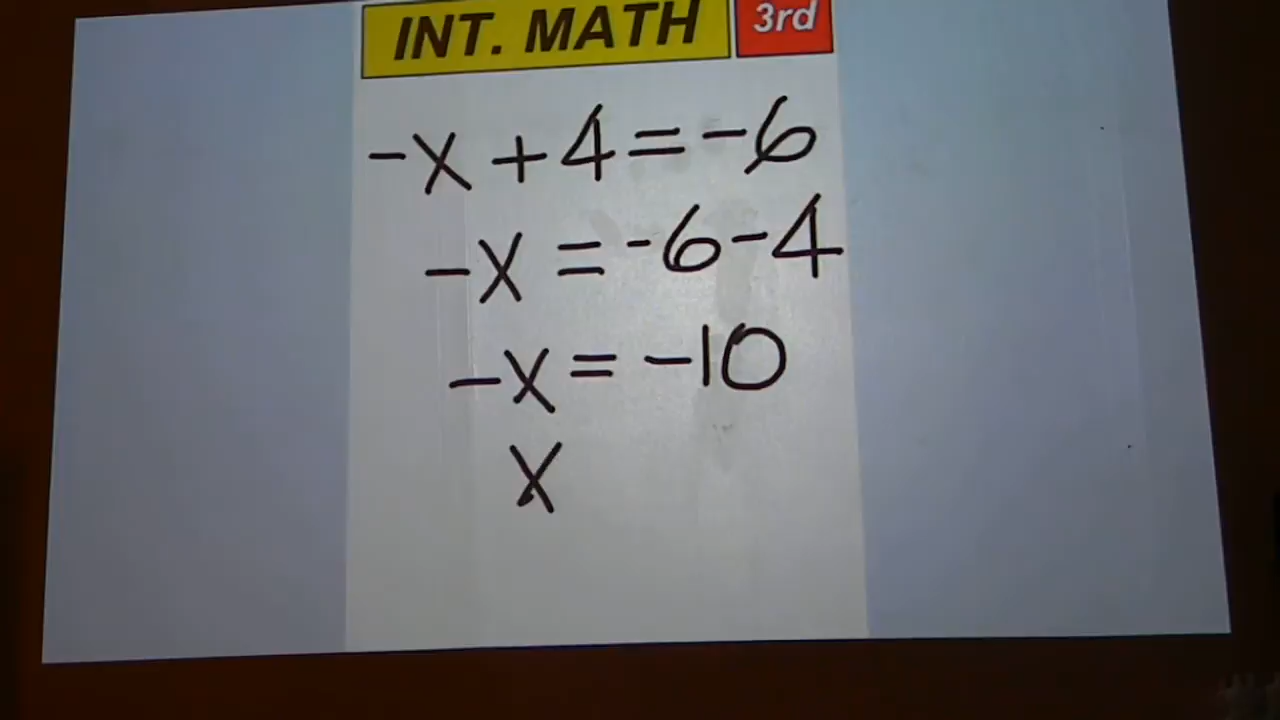 INT. MATH 3rd
-x + 4 = -6
-x = -6 - 4
-x = -10
x